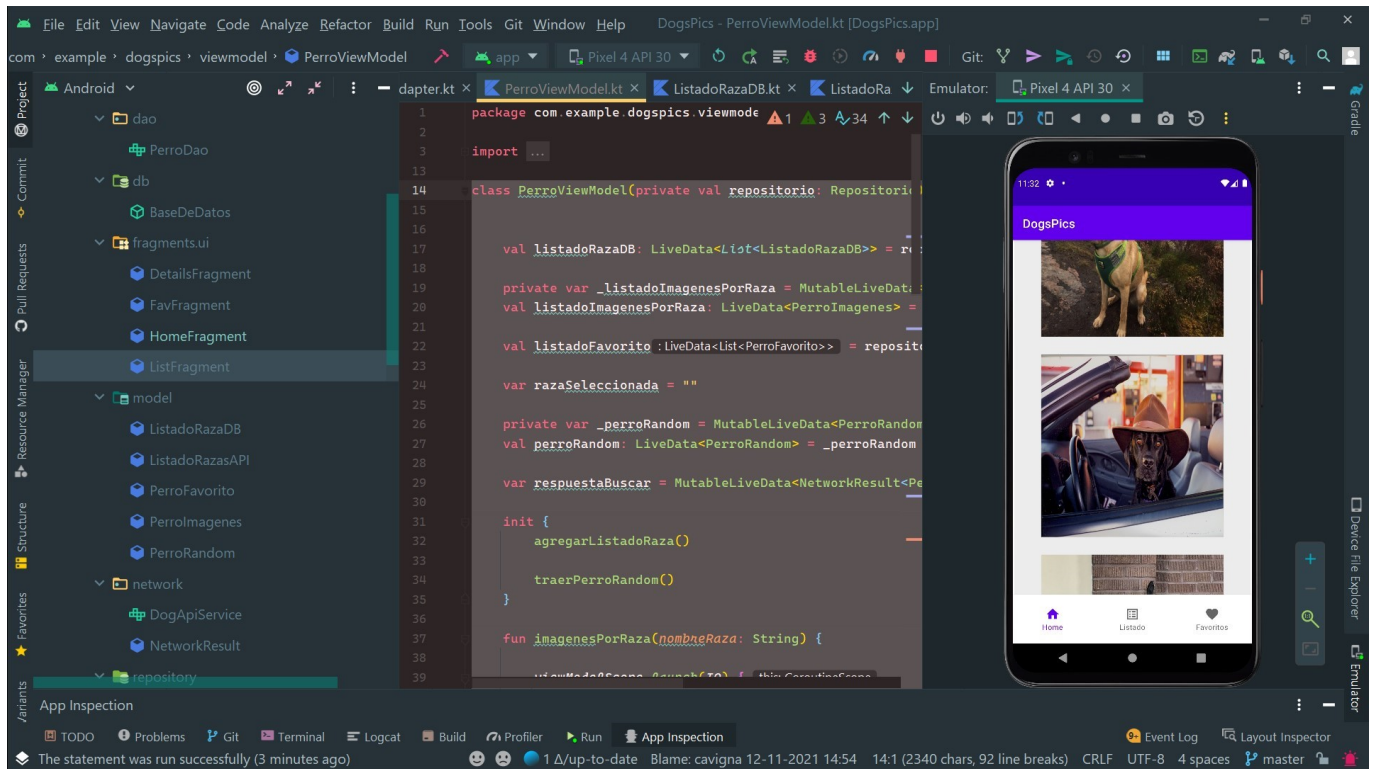 File Edit View Navigate Code Analyze Refactor Build Run Tools Git Window Help DogsPics - PerroViewModel.kt [DogsPics.app]
com example dogspics viewmodel PerroViewModel app Pixel 4 API 30 Git:
Project
Commit
Pull Requests
Resource Manager
Structure
Favorites
Variants
Android
dao
PerroDao
db
BaseDeDatos
fragments.ui
DetailsFragment
FavFragment
HomeFragment
ListFragment
model
ListadoRazaDB
ListadoRazasAPI
PerroFavorito
PerroImagenes
PerroRandom
network
DogApiService
NetworkResult
repository
dapter.kt PerroViewModel.kt ListadoRazaDB.kt ListadoRa
1 3 34
1 package com.example.dogspics.viewmode
2
3 import ...
13
14 class PerroViewModel(private val repositorio: Repositorio
15
16
17 val listadoRazaDB: LiveData<List<ListadoRazaDB>> = re
18
19 private var _listadoImagenesPorRaza = MutableLiveData
20 val listadoImagenesPorRaza: LiveData<PerroImagenes> =
21
22 val listadoFavorito : LiveData<List<PerroFavorito>> = reposito
23
24 var razaSeleccionada = ""
25
26 private var _perroRandom = MutableLiveData<PerroRandom
27 val perroRandom: LiveData<PerroRandom> = _perroRandom
28
29 var respuestaBuscar = MutableLiveData<NetworkResult<Pe
30
31 init {
32 agregarListadoRaza()
33
34 traerPerroRandom()
35 }
36
37 fun imagenesPorRaza(nombreRaza: String) {
38
39 viewModelScope.launch(IO) { this: CoroutineScope
Emulator: Pixel 4 API 30
11:32
DogsPics
Home Listado Favoritos
1:1
Gradle
Device File Explorer
Emulator
App Inspection
TODO Problems Git Terminal Logcat Build Profiler Run App Inspection 9+ Event Log Layout Inspector
The statement was run successfully (3 minutes ago) 1 Δ/up-to-date Blame: cavigna 12-11-2021 14:54 14:1 (2340 chars, 92 line breaks) CRLF UTF-8 4 spaces master